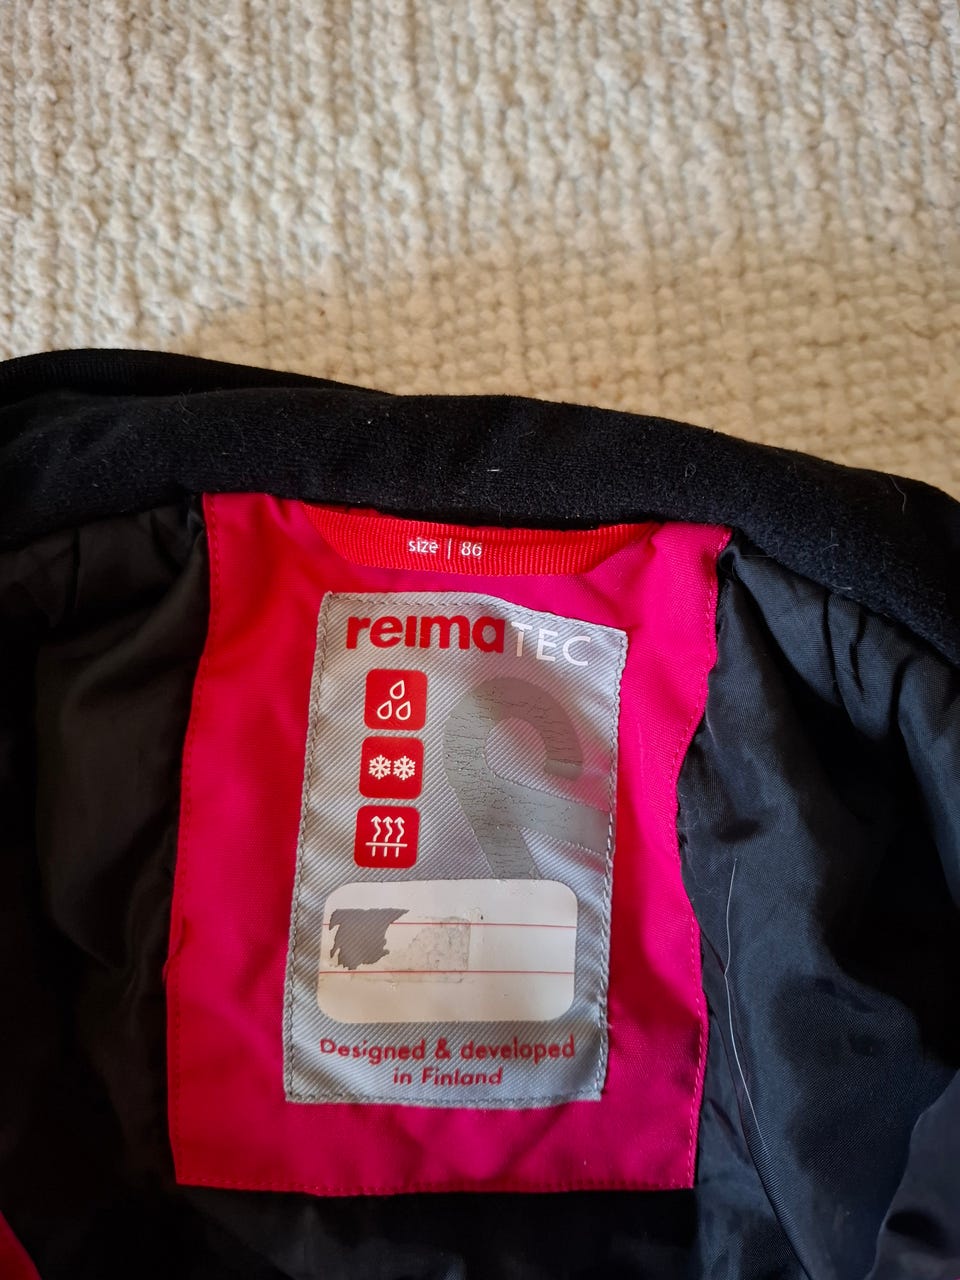 size | 86
reimaTEC
Designed & developed
in Finland